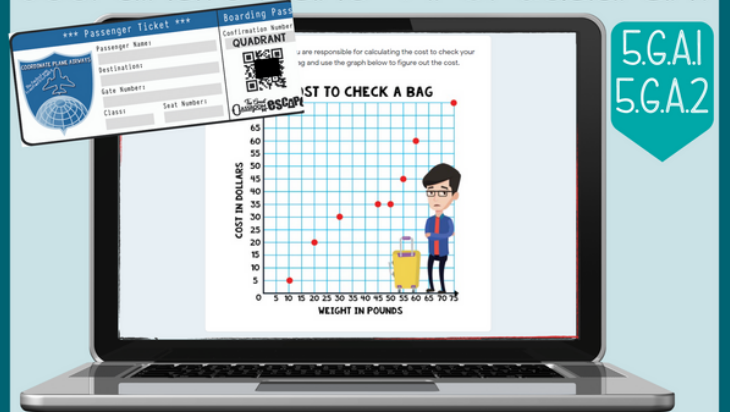 *** Passenger Ticket ***
Boarding Pass
Passenger Name:
Confirmation Number
QUADRANT
COORDINATE PLANE AIRWAYS
Destination:
Gate Number:
Class:
Seat Number:
Classroom escape
5.G.A.1
5.G.A.2
u are responsible for calculating the cost to check your
ng and use the graph below to figure out the cost.
OST TO CHECK A BAG
COST IN DOLLARS
65
60
55
50
45
40
35
30
25
20
15
10
5
0 5 10 15 20 25 30 35 40 45 50 55 60 65 70 75
WEIGHT IN POUNDS